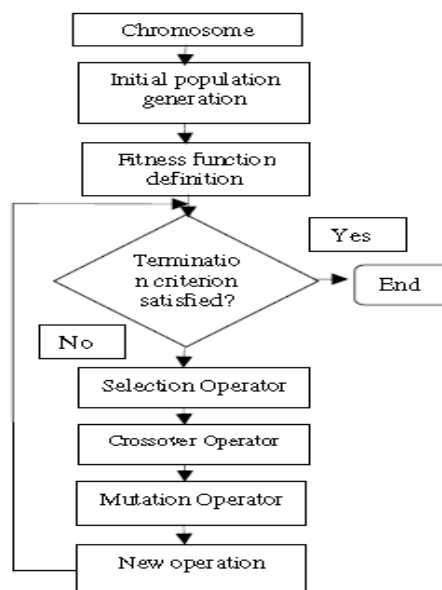 Chromosome
Initial population
generation
Fitness function
definition
Yes
Terminatio
n criterion
satisfied?
End
No
Selection Operator
Crossover Operator
Mutation Operator
New operation